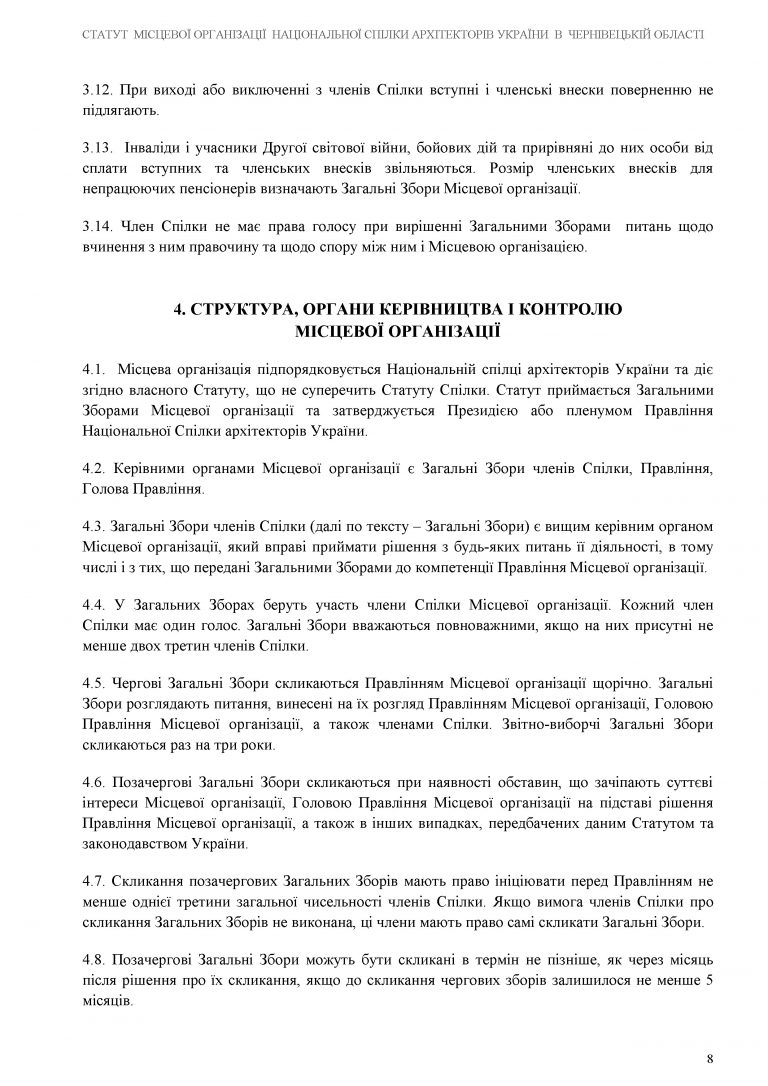 СТАТУТ МІСЦЕВОЇ ОРГАНІЗАЦІЇ НАЦІОНАЛЬНОЇ СПІЛКИ АРХІТЕКТОРІВ УКРАЇНИ В ЧЕРНІВЕЦЬКІЙ ОБЛАСТІ
3.12. При виході або виключенні з членів Спілки вступні і членські внески поверненню не
підлягають.
3.13. Інваліди і учасники Другої світової війни, бойових дій та прирівняні до них особи від
сплати вступних та членських внесків звільняються. Розмір членських внесків для
непрацюючих пенсіонерів визначають Загальні Збори Місцевої організації.
3.14. Член Спілки не має права голосу при вирішенні Загальними Зборами питань щодо
вчинення з ним правочину та щодо спору між ним і Місцевою організацією.
4. СТРУКТУРА, ОРГАНИ КЕРІВНИЦТВА І КОНТРОЛЮ
МІСЦЕВОЇ ОРГАНІЗАЦІЇ
4.1. Місцева організація підпорядковується Національній спілці архітекторів України та діє
згідно власного Статуту, що не суперечить Статуту Спілки. Статут приймається Загальними
Зборами Місцевої організації та затверджується Президією або пленумом Правління
Національної Спілки архітекторів України.
4.2. Керівними органами Місцевої організації є Загальні Збори членів Спілки, Правління,
Голова Правління.
4.3. Загальні Збори членів Спілки (далі по тексту – Загальні Збори) є вищим керівним органом
Місцевої організації, який вправі приймати рішення з будь-яких питань її діяльності, в тому
числі і з тих, що передані Загальними Зборами до компетенції Правління Місцевої організації.
4.4. У Загальних Зборах беруть участь члени Спілки Місцевої організації. Кожний член
Спілки має один голос. Загальні Збори вважаються повноважними, якщо на них присутні не
менше двох третин членів Спілки.
4.5. Чергові Загальні Збори скликаються Правлінням Місцевої організації щорічно. Загальні
Збори розглядають питання, винесені на їх розгляд Правлінням Місцевої організації, Головою
Правління Місцевої організації, а також членами Спілки. Звітно-виборчі Загальні Збори
скликаються раз на три роки.
4.6. Позачергові Загальні Збори скликаються при наявності обставин, що зачіпають суттєві
інтереси Місцевої організації, Головою Правління Місцевої організації на підставі рішення
Правління Місцевої організації, а також в інших випадках, передбачених даним Статутом та
законодавством України.
4.7. Скликання позачергових Загальних Зборів мають право ініціювати перед Правлінням не
менше однієї третини загальної чисельності членів Спілки. Якщо вимога членів Спілки про
скликання Загальних Зборів не виконана, ці члени мають право самі скликати Загальні Збори.
4.8. Позачергові Загальні Збори можуть бути скликані в термін не пізніше, як через місяць
після рішення про їх скликання, якщо до скликання чергових зборів залишилося не менше 5
місяців.
8